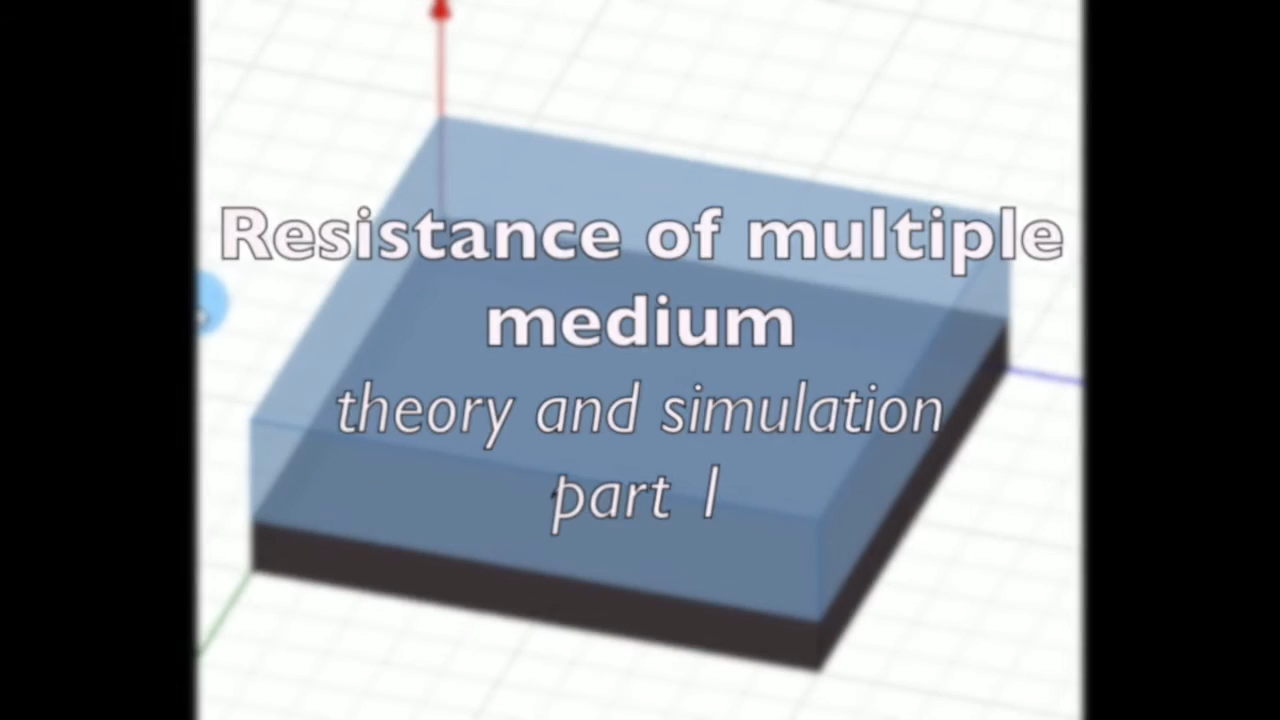 Resistance of multiple
medium
theory and simulation
part 1